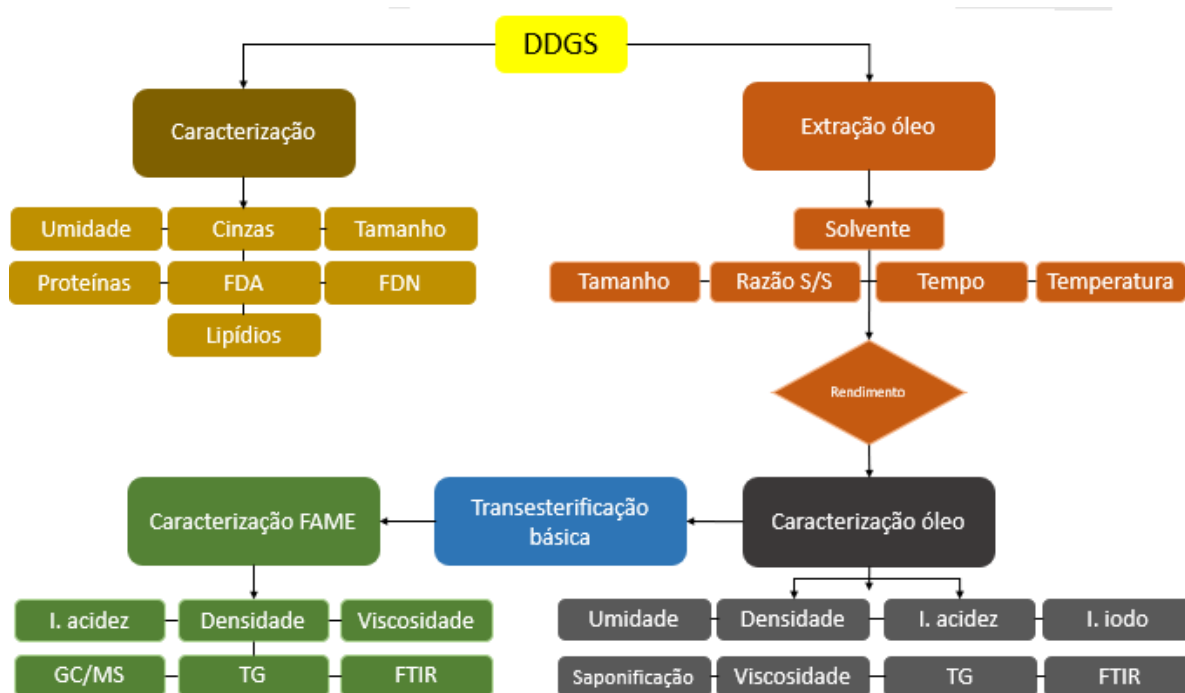 DDGS
Caracterização
Extração óleo
Umidade
Cinzas
Tamanho
Proteínas
FDA
FDN
Lipídios
Solvente
Tamanho
Razão S/S
Tempo
Temperatura
Rendimento
Caracterização FAME
Transesterificação
básica
Caracterização óleo
I. acidez
Densidade
Viscosidade
GC/MS
TG
FTIR
Umidade
Densidade
I. acidez
I. iodo
Saponificação
Viscosidade
TG
FTIR